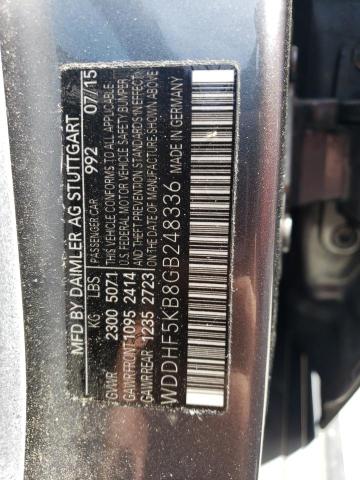 MFD BY DAIMLER AG STUTTGART
PASSENGER CAR 992 07/15
KG LBS THIS VEHICLE CONFORMS TO ALL APPLICABLE
GVWR 2300 5071 U.S. FEDERAL MOTOR VEHICLE SAFETY BUMPER
GAWR FRONT 1095 2414 AND THEFT PREVENTION STANDARDS IN EFFECT
GAWR REAR 1235 2723 ON THE DATE OF MANUFACTURE SHOWN ABOVE
WDDHF5KB8GB248336 MADE IN GERMANY